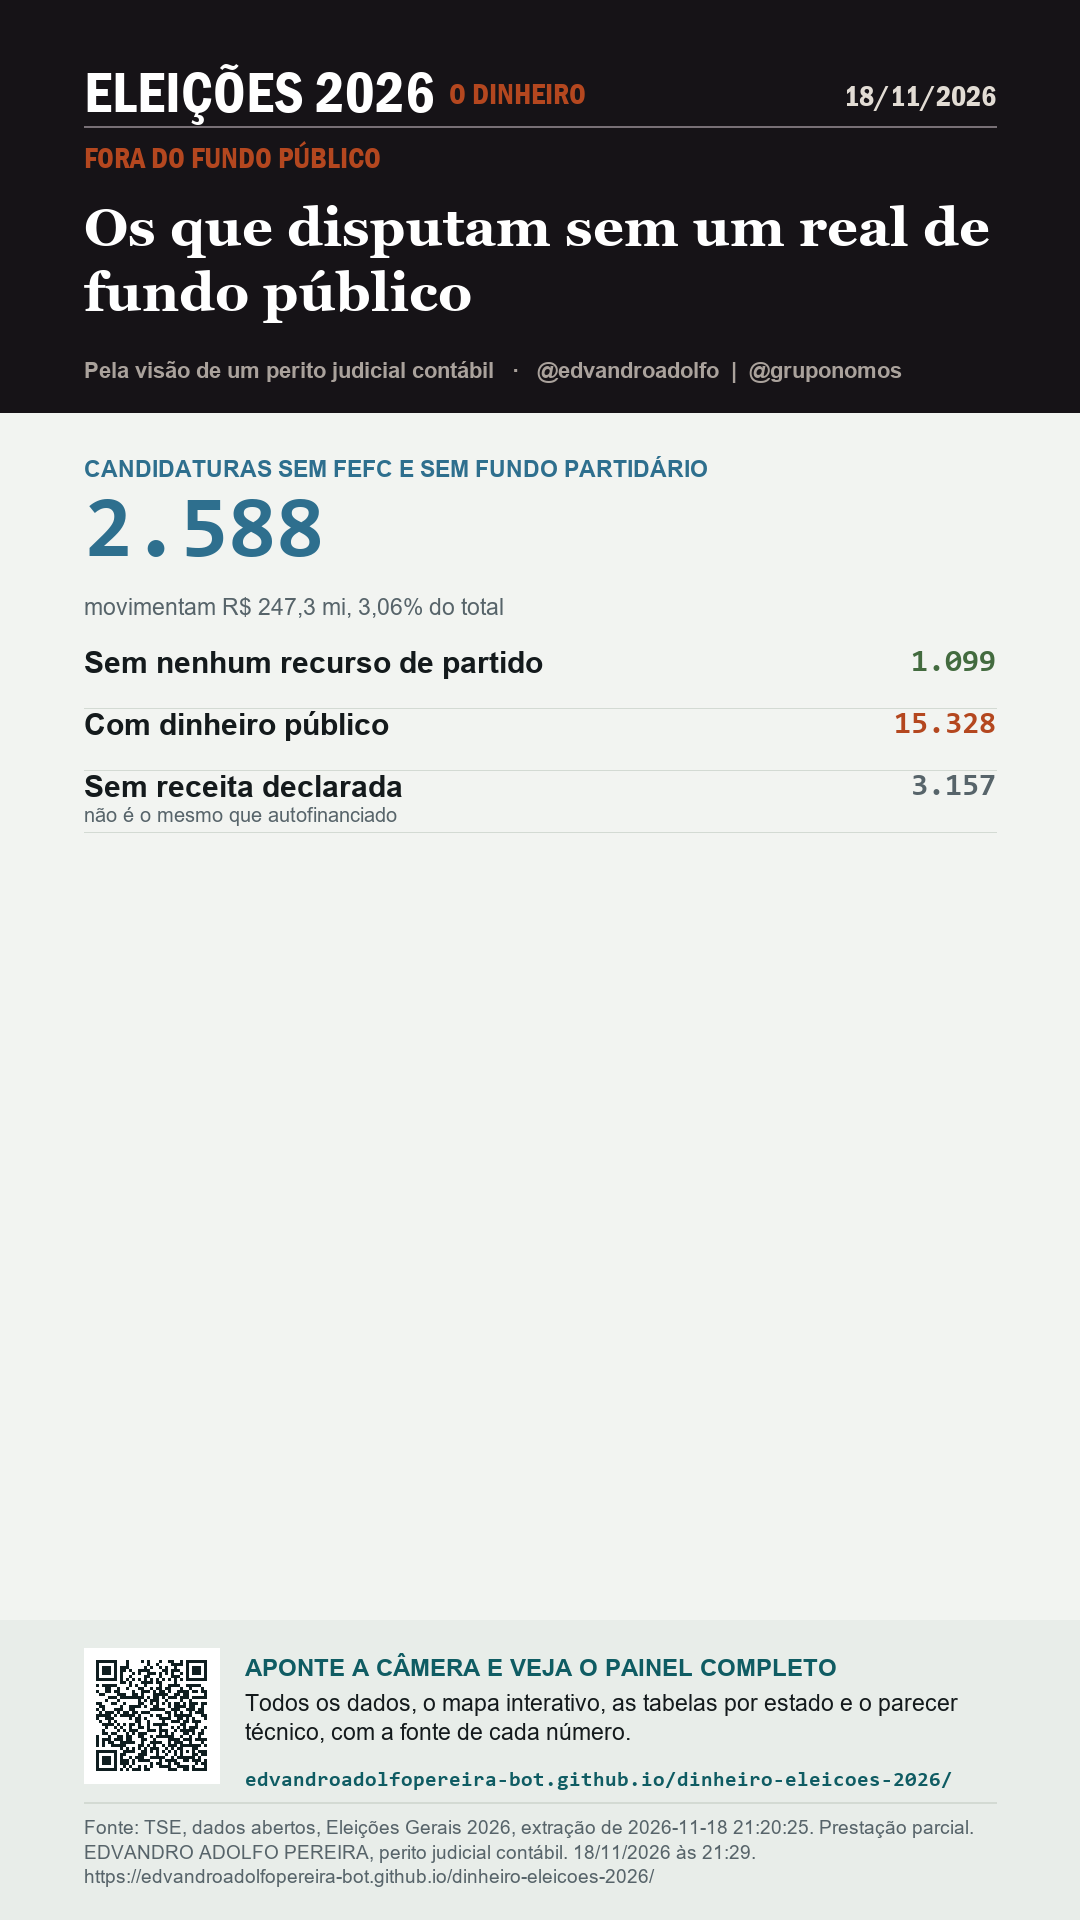 ELEIÇÕES 2026 O DINHEIRO 18/11/2026
FORA DO FUNDO PÚBLICO
Os que disputam sem um real de
fundo público
Pela visão de um perito judicial contábil · @edvandroadolfo | @gruponomos
CANDIDATURAS SEM FEFC E SEM FUNDO PARTIDÁRIO
2.588
movimentam R$ 247,3 mi, 3,06% do total
Sem nenhum recurso de partido 1.099
Com dinheiro público 15.328
Sem receita declarada 3.157
não é o mesmo que autofinanciado
APONTE A CÂMERA E VEJA O PAINEL COMPLETO
Todos os dados, o mapa interativo, as tabelas por estado e o parecer
técnico, com a fonte de cada número.
edvandroadolfopereira-bot.github.io/dinheiro-eleicoes-2026/
Fonte: TSE, dados abertos, Eleições Gerais 2026, extração de 2026-11-18 21:20:25. Prestação parcial.
EDVANDRO ADOLFO PEREIRA, perito judicial contábil. 18/11/2026 às 21:29.
https://edvandroadolfopereira-bot.github.io/dinheiro-eleicoes-2026/